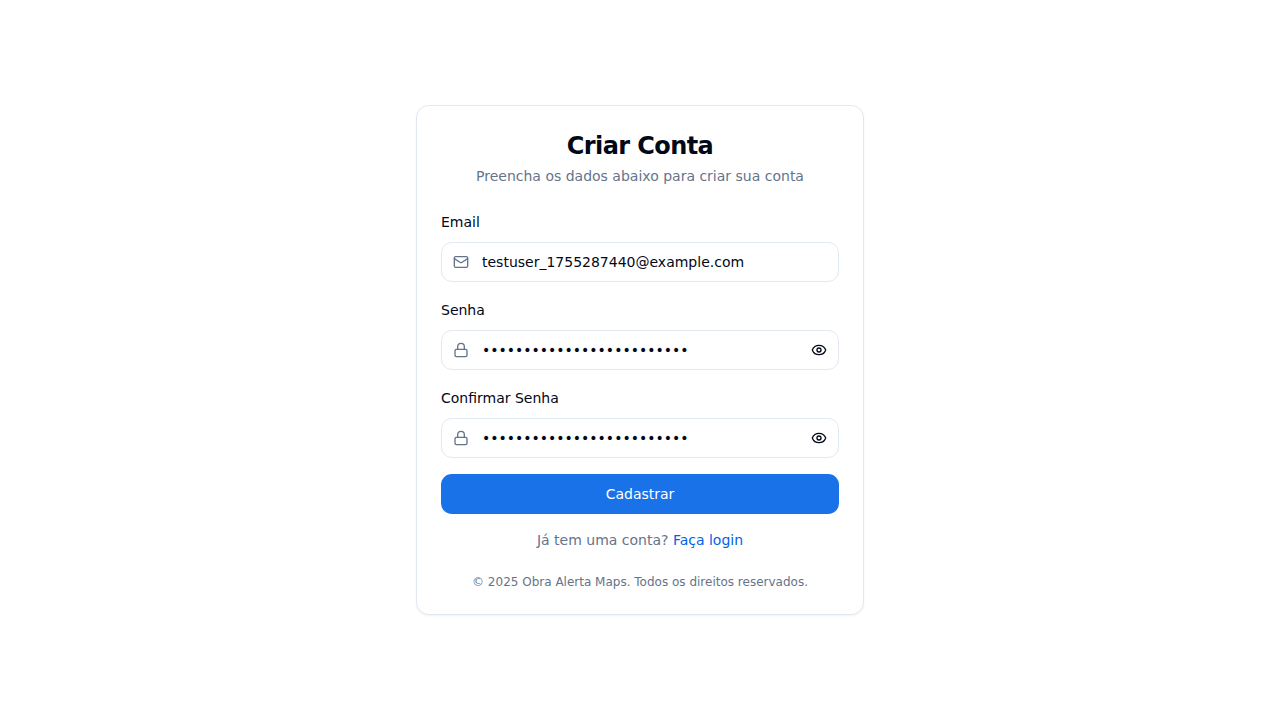 Criar Conta
Preencha os dados abaixo para criar sua conta
Email
testuser_1755287440@example.com
Senha
•••••••••••••••••••••••••
Confirmar Senha
•••••••••••••••••••••••••
Cadastrar
Já tem uma conta? Faça login
© 2025 Obra Alerta Maps. Todos os direitos reservados.